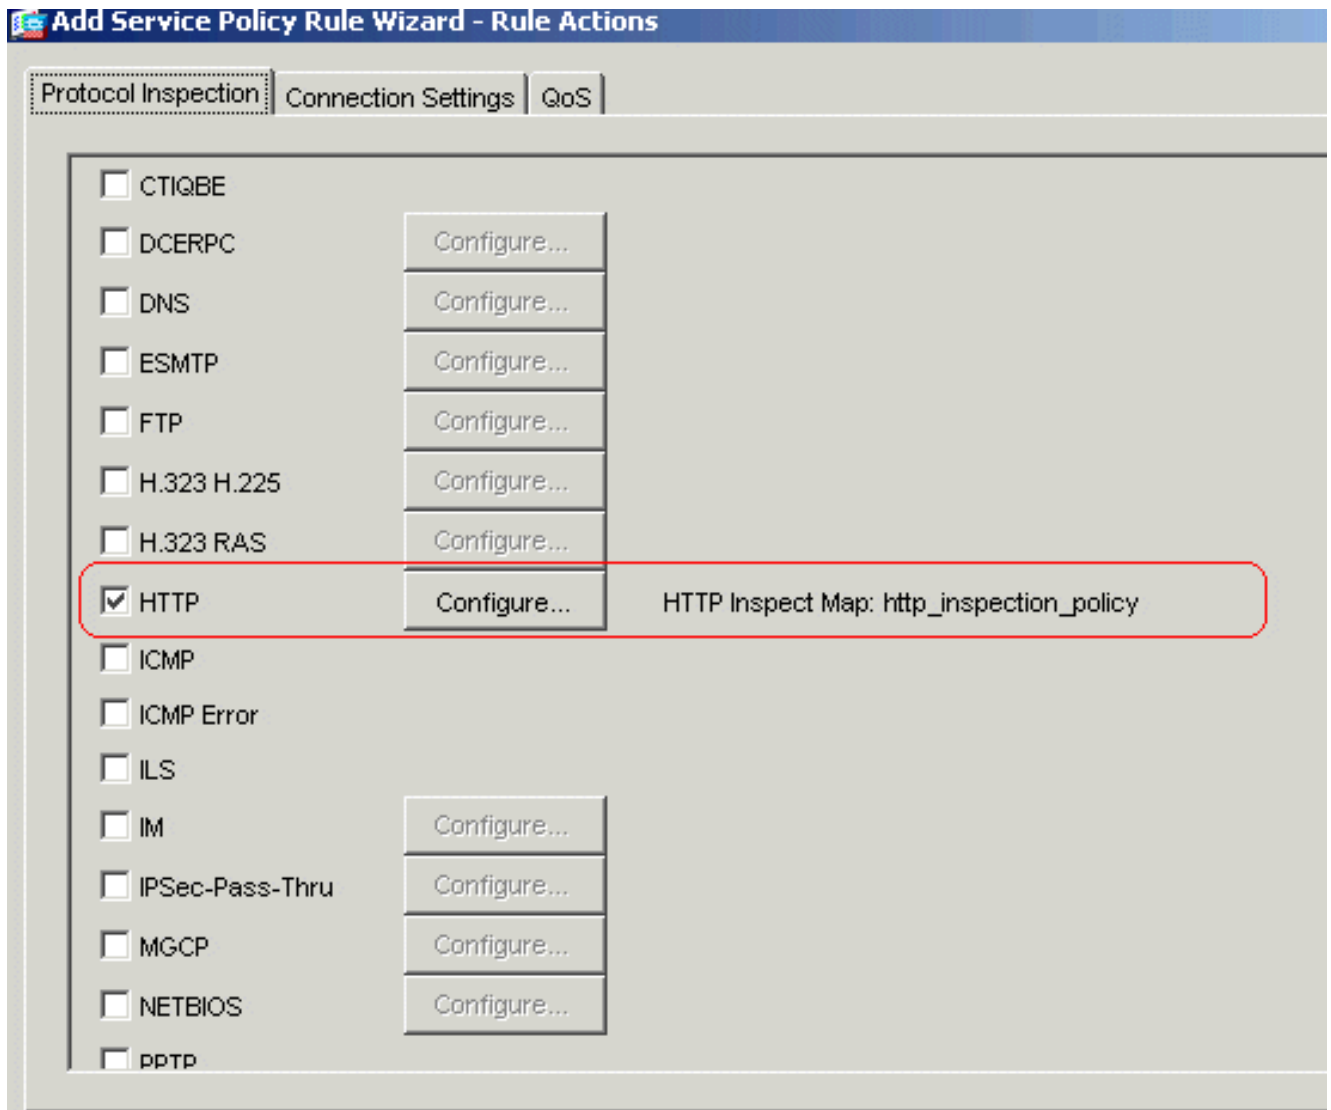 Add Service Policy Rule Wizard - Rule Actions
Protocol Inspection Connection Settings QoS
CTIQBE
DCERPC Configure...
DNS Configure...
ESMTP Configure...
FTP Configure...
H.323 H.225 Configure...
H.323 RAS Configure...
HTTP Configure... HTTP Inspect Map: http_inspection_policy
ICMP
ICMP Error
ILS
IM Configure...
IPSec-Pass-Thru Configure...
MGCP Configure...
NETBIOS Configure...
PPTP